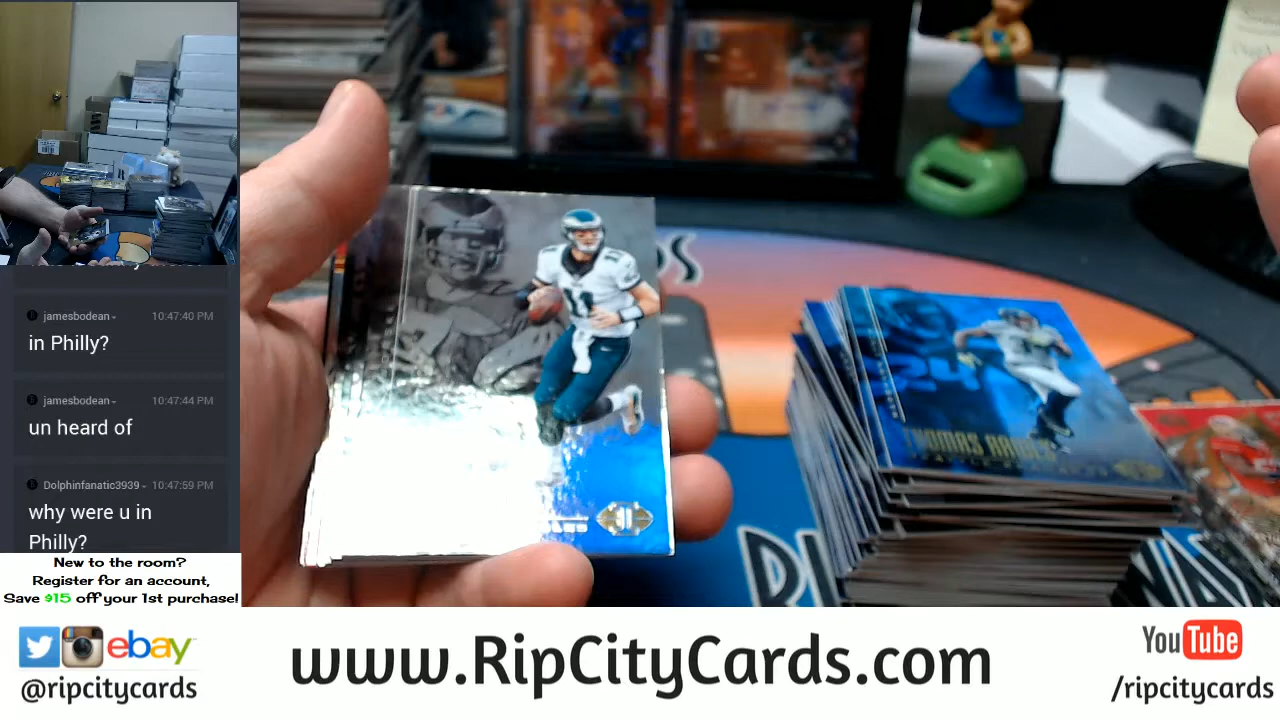 jamesbodean
10:47:40 PM
in Philly?
jamesbodean
10:47:44 PM
un heard of
Dolphinfanatic3939
10:47:59 PM
why were u in
Philly?
New to the room?
Register for an account,
Save $15 off your 1st purchase!
11
24
THOMAS RAWLS
ebay
@ripcitycards
www.RipCityCards.com
YouTube
/ripcitycards